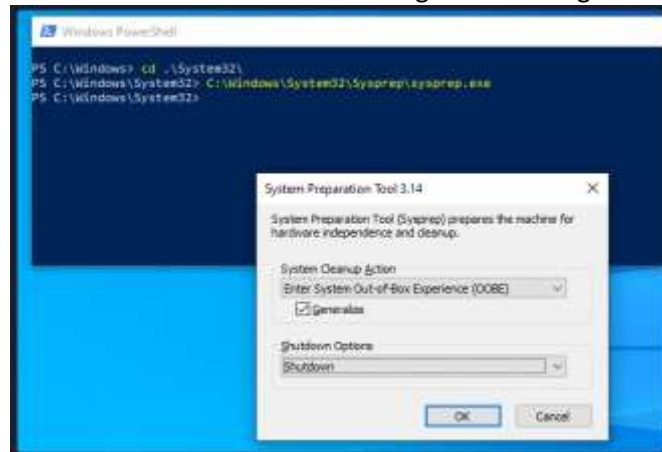 Windows PowerShell
PS C:\Windows> cd .\System32\
PS C:\Windows\System32> C:\Windows\System32\Sysprep\sysprep.exe
PS C:\Windows\System32>
System Preparation Tool 3.14
System Preparation Tool (Sysprep) prepares the machine for
hardware independence and cleanup.
System Cleanup Action
Enter System Out-of-Box Experience (OOBE)
Generalize
Shutdown Options
Shutdown
OK
Cancel